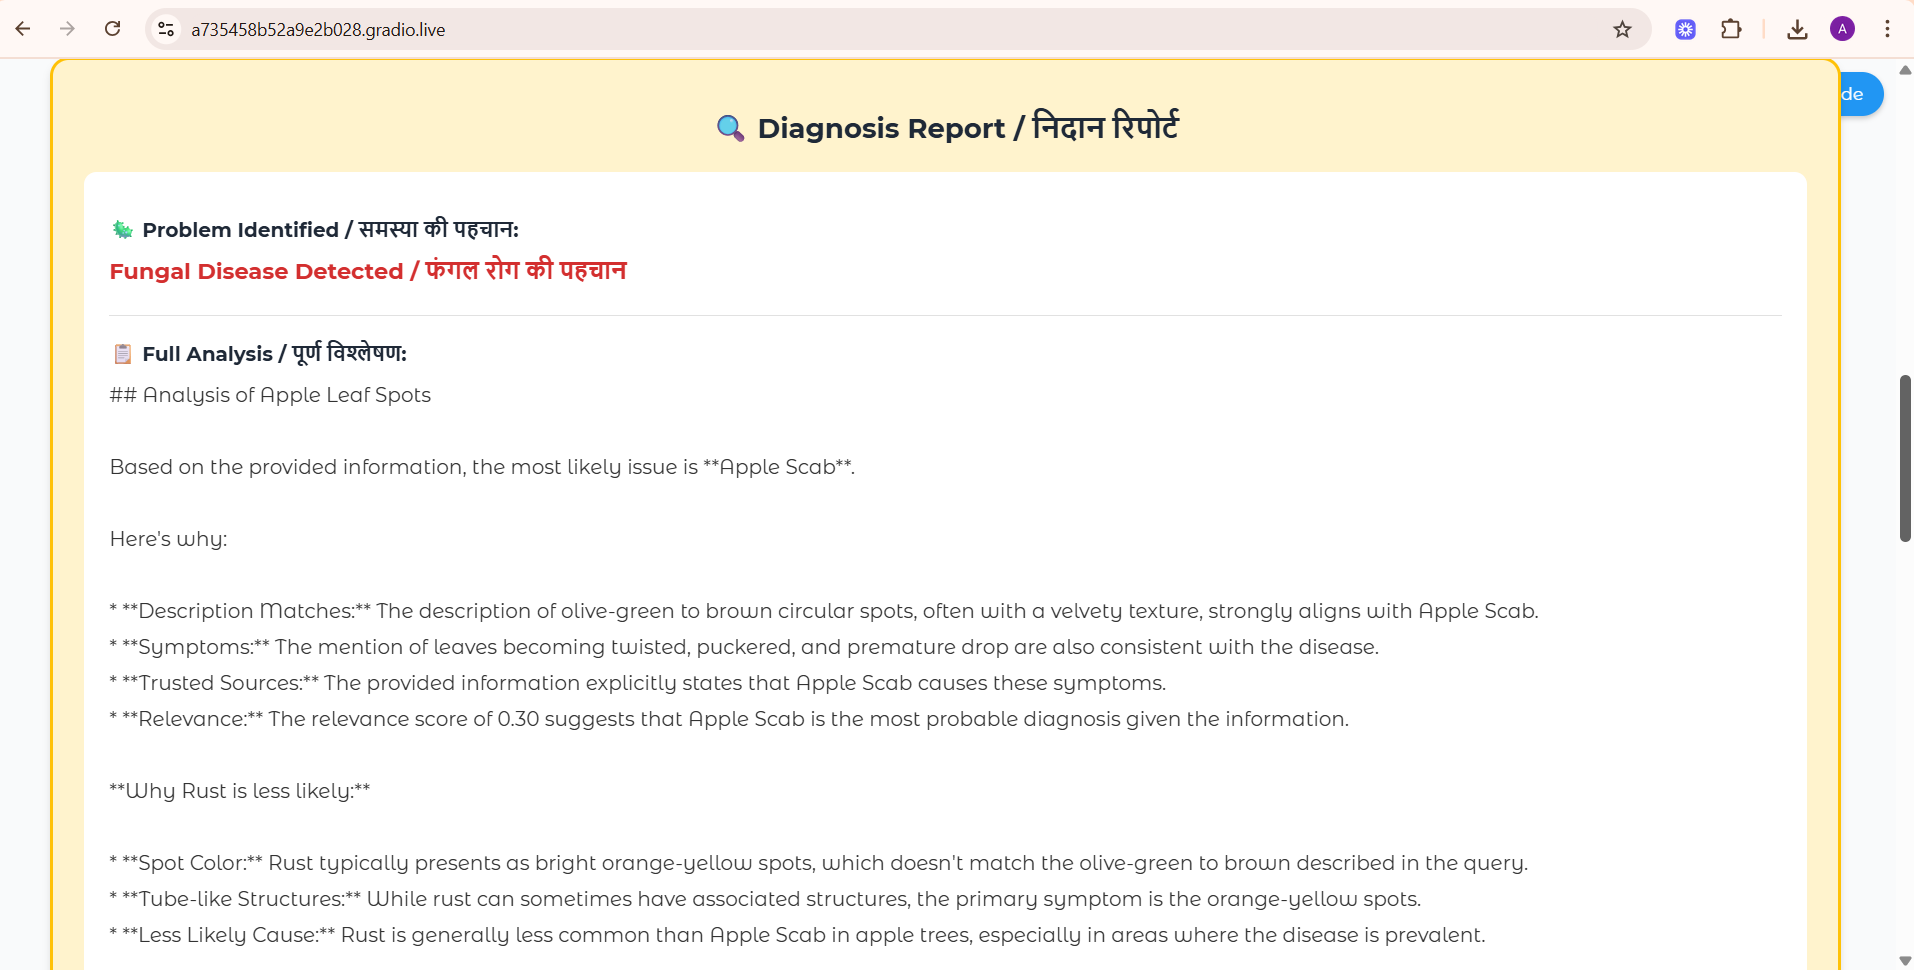 a735458b52a9e2b028.gradio.live
A
de
Diagnosis Report / निदान रिपोर्ट
Problem Identified / समस्या की पहचान:
Fungal Disease Detected / फंगल रोग की पहचान
Full Analysis / पूर्ण विश्लेषण:
## Analysis of Apple Leaf Spots
Based on the provided information, the most likely issue is **Apple Scab**.
Here's why:
* **Description Matches:** The description of olive-green to brown circular spots, often with a velvety texture, strongly aligns with Apple Scab.
* **Symptoms:** The mention of leaves becoming twisted, puckered, and premature drop are also consistent with the disease.
* **Trusted Sources:** The provided information explicitly states that Apple Scab causes these symptoms.
* **Relevance:** The relevance score of 0.30 suggests that Apple Scab is the most probable diagnosis given the information.
**Why Rust is less likely:**
* **Spot Color:** Rust typically presents as bright orange-yellow spots, which doesn't match the olive-green to brown described in the query.
* **Tube-like Structures:** While rust can sometimes have associated structures, the primary symptom is the orange-yellow spots.
* **Less Likely Cause:** Rust is generally less common than Apple Scab in apple trees, especially in areas where the disease is prevalent.